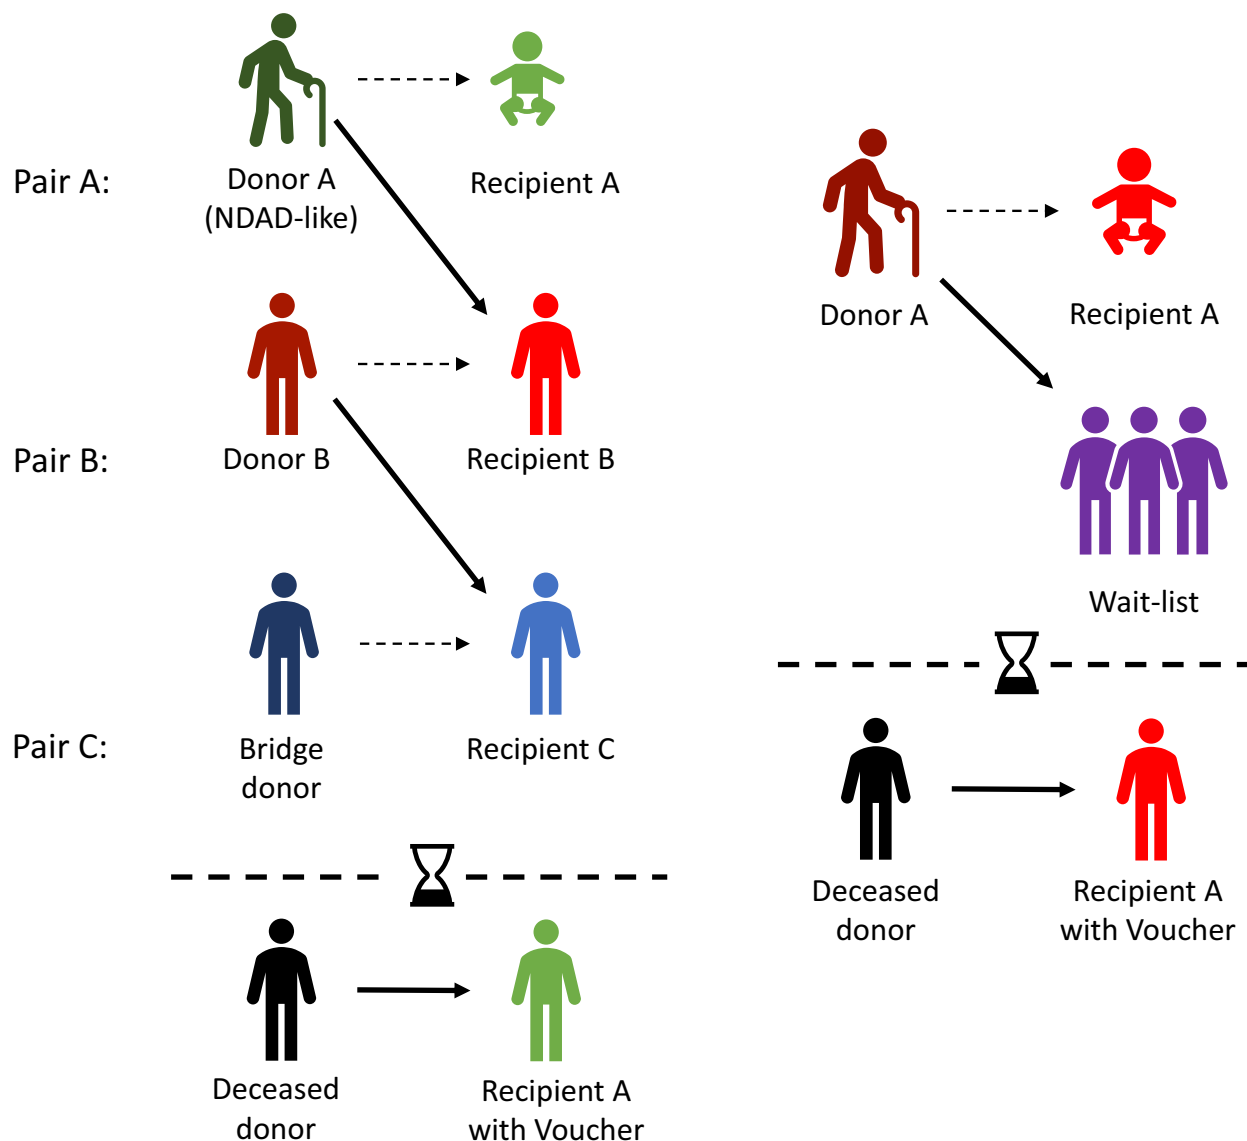 Pair A:
Donor A
(NDAD-like)
Recipient A
Pair B:
Donor B
Recipient B
Pair C:
Bridge
donor
Recipient C
Deceased
donor
Recipient A
with Voucher
Donor A
Recipient A
Wait-list
Deceased
donor
Recipient A
with Voucher